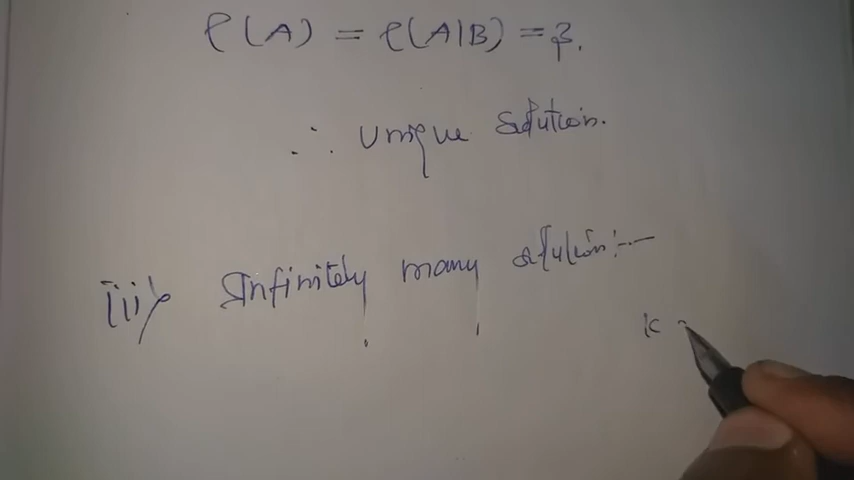 ρ(A) = ρ(A|B) = 3.
∴ Unique Solution.
(iii) Infinitely many solution :-
K